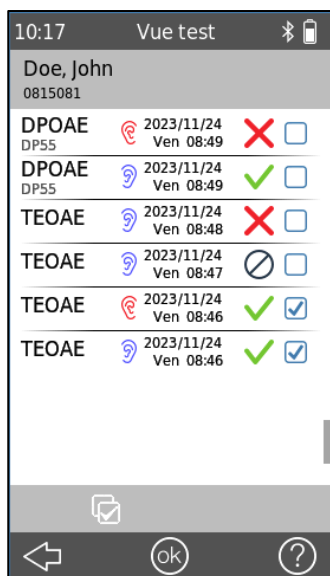 10:17 Vue test
Doe, John
0815081
DPOAE 2023/11/24
DP55 Ven 08:49
DPOAE 2023/11/24
DP55 Ven 08:49
TEOAE 2023/11/24
Ven 08:48
TEOAE 2023/11/24
Ven 08:47
TEOAE 2023/11/24
Ven 08:46
TEOAE 2023/11/24
Ven 08:46
ok ?